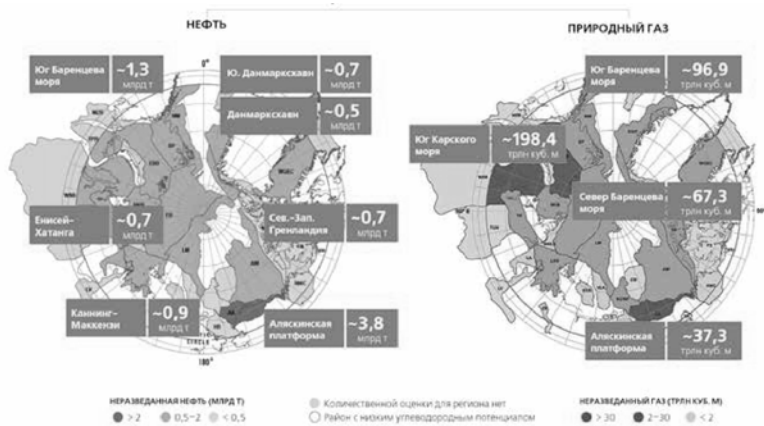 НЕФТЬ
ПРИРОДНЫЙ ГАЗ
Юг Баренцева моря
~1,3
млрд т
0°
Ю. Данмарксхавн
~0,7
млрд т
Данмарксхавн
~0,5
млрд т
Енисей-Хатанга
~0,7
млрд т
Сев.-Зап. Гренландия
~0,7
млрд т
Каннинг-Маккензи
~0,9
млрд т
Аляскинская платформа
~3,8
млрд т
180°
Юг Баренцева моря
~96,9
трлн куб. м
Юг Карского моря
~198,4
трлн куб. м
Север Баренцева моря
~67,3
трлн куб. м
Аляскинская платформа
~37,3
трлн куб. м
НЕРАЗВЕДАННАЯ НЕФТЬ (МЛРД Т)
> 2
0,5–2
< 0,5
Количественной оценки для региона нет
Район с низким углеводородным потенциалом
НЕРАЗВЕДАННЫЙ ГАЗ (ТРЛН КУБ. М)
> 30
2–30
< 2